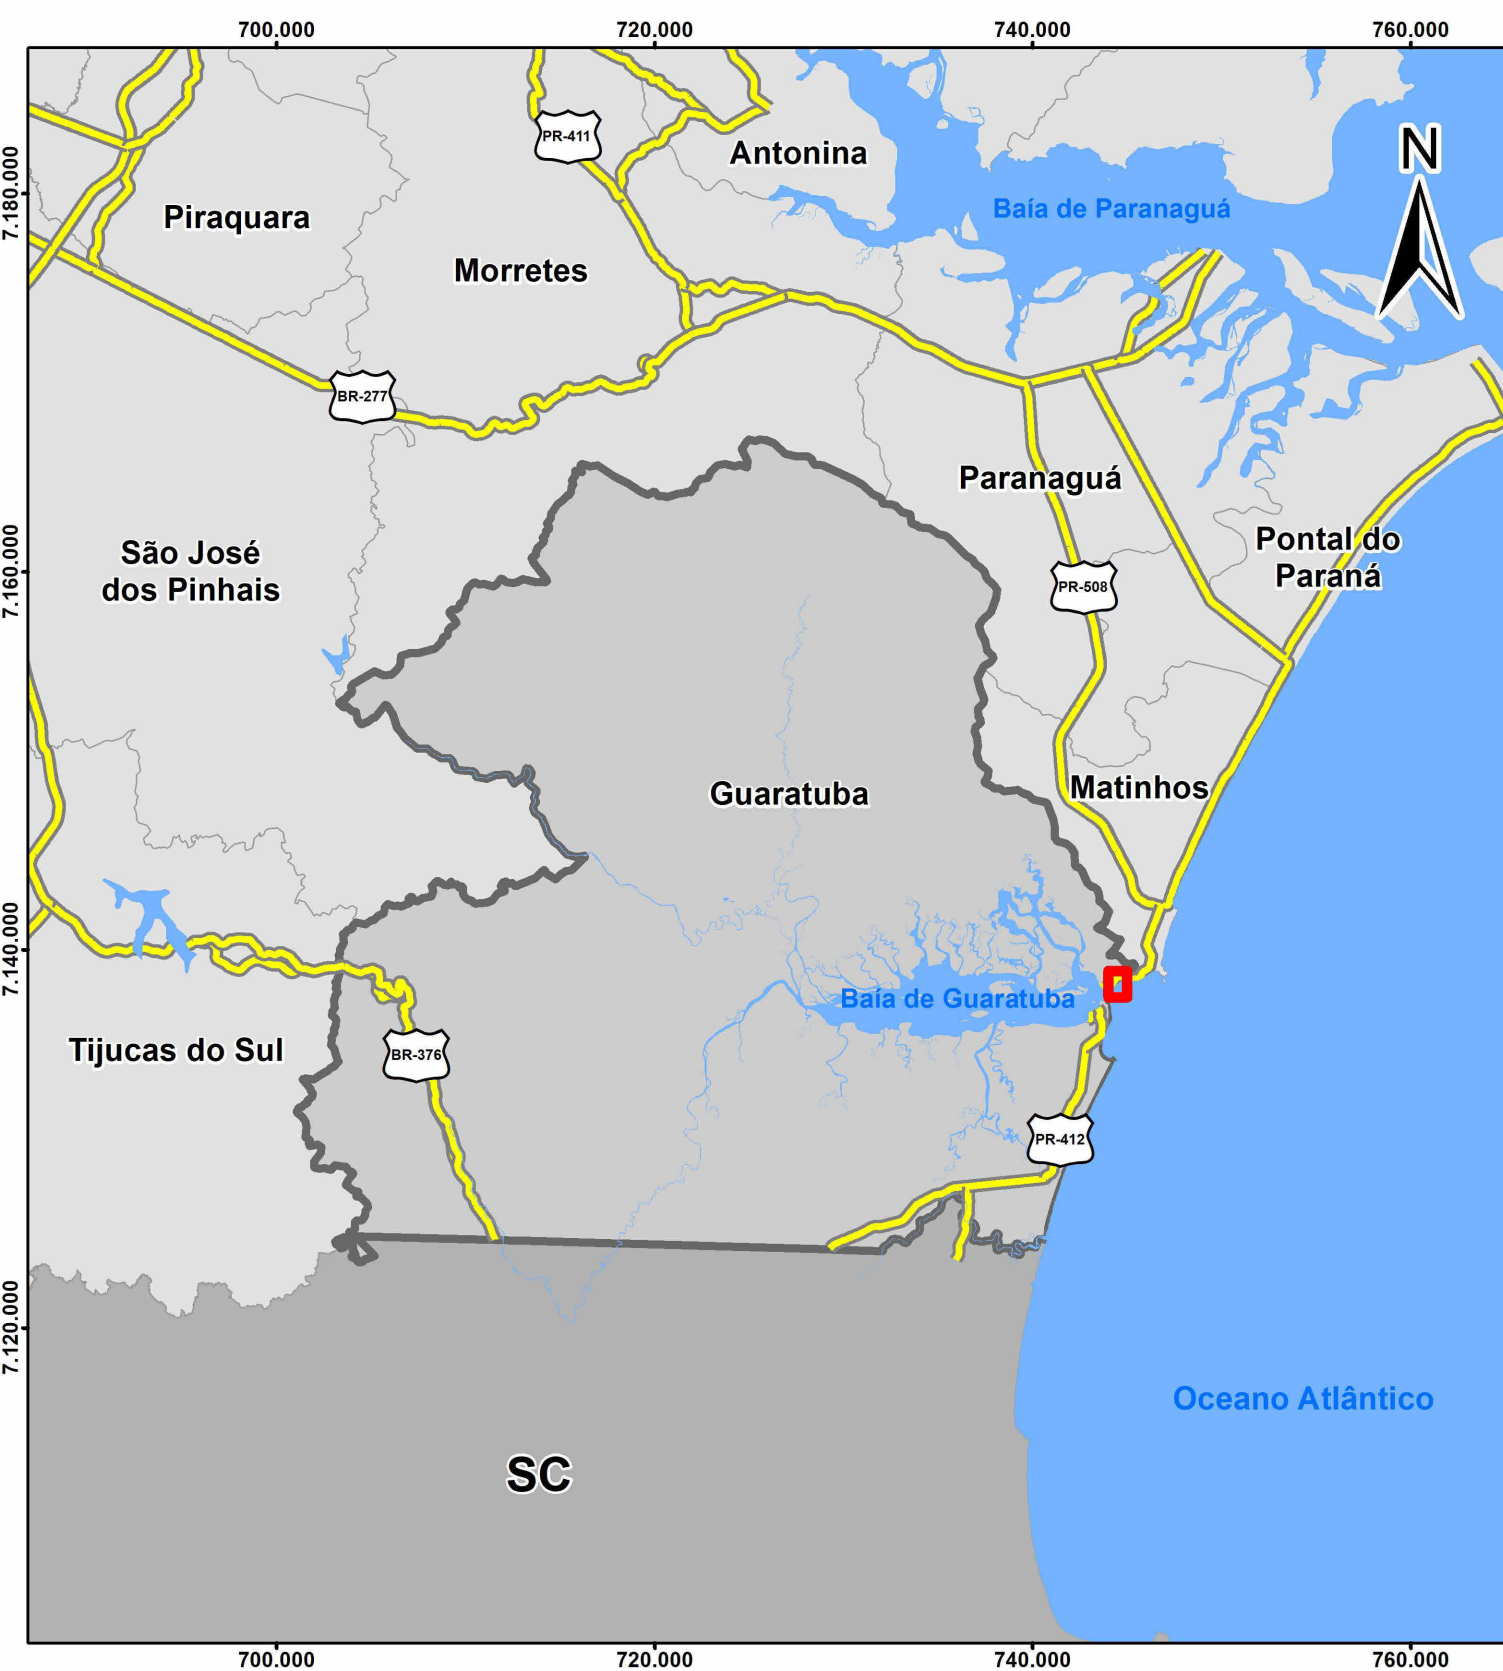 700.000
720.000
740.000
760.000
N
PR-411
Antonina
7.180.000
Piraquara
Baía de Paranaguá
Morretes
BR-277
Paranaguá
São José
dos Pinhais
Pontal do
Paraná
7.160.000
PR-508
Guaratuba
Matinhos
7.140.000
Baía de Guaratuba
Tijucas do Sul
BR-376
PR-412
7.120.000
Oceano Atlântico
SC
700.000
720.000
740.000
760.000